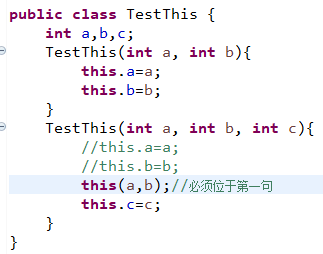 public class TestThis {
    int a,b,c;
    TestThis(int a, int b){
        this.a=a;
        this.b=b;
    }
    TestThis(int a, int b, int c){
        //this.a=a;
        //this.b=b;
        this(a,b);//必须位于第一句
        this.c=c;
    }
}